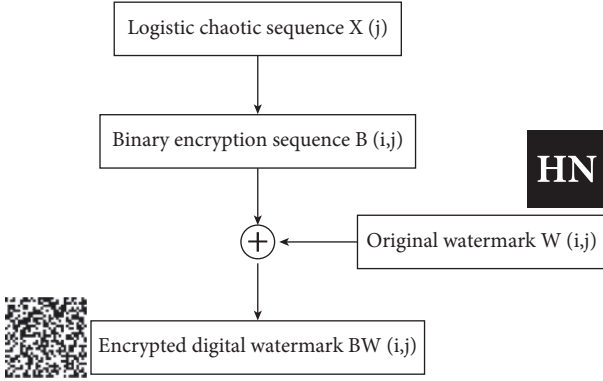 Logistic chaotic sequence X (j)
Binary encryption sequence B (i,j)
HN
Original watermark W (i,j)
Encrypted digital watermark BW (i,j)